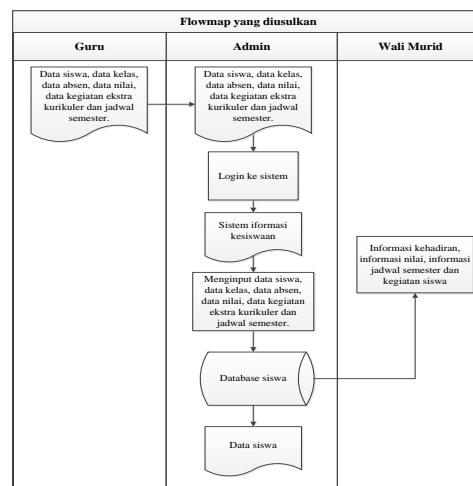 Flowmap yang diusulkan
Guru
Admin
Wali Murid
Data siswa, data kelas,
data absen, data nilai,
data kegiatan ekstra
kurikuler dan jadwal
semester.
Data siswa, data kelas,
data absen, data nilai,
data kegiatan ekstra
kurikuler dan jadwal
semester.
Login ke sistem
Sistem iformasi
kesiswaan
Menginput data siswa,
data kelas, data absen,
data nilai, data kegiatan
ekstra kurikuler dan
jadwal semester.
Informasi kehadiran,
informasi nilai, informasi
jadwal semester dan
kegiatan siswa
Database siswa
Data siswa